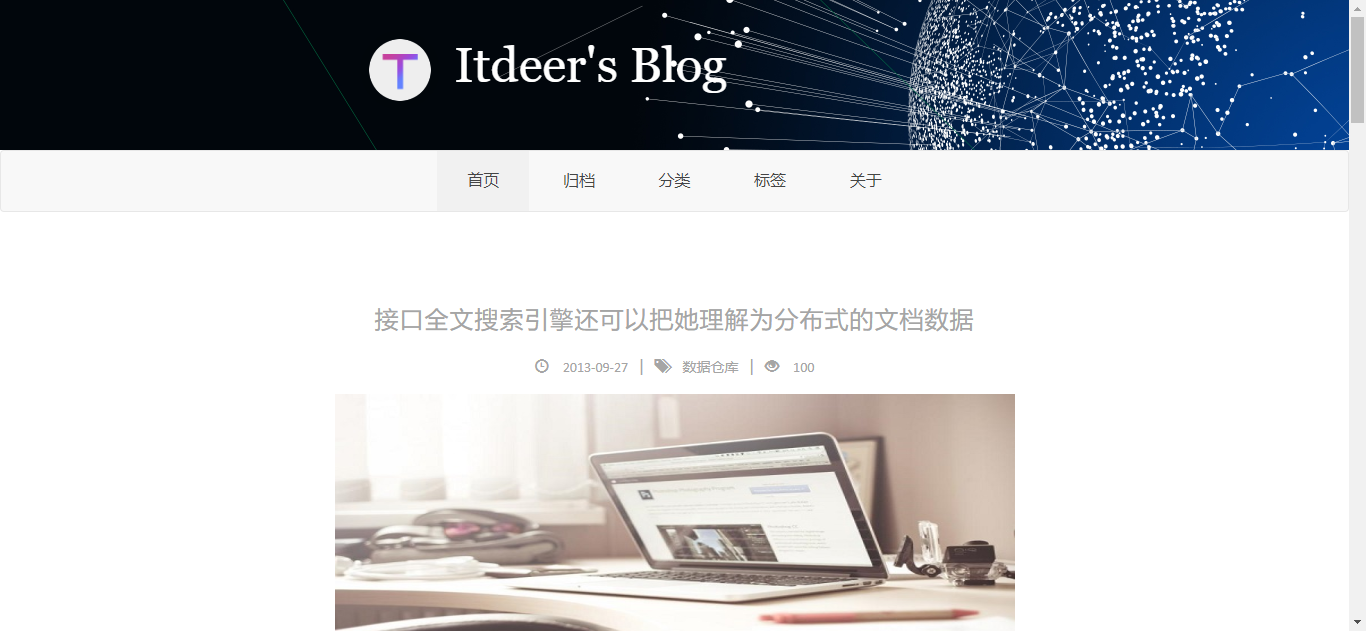 T Itdeer's Blog
首页 归档 分类 标签 关于
接口全文搜索引擎还可以把她理解为分布式的文档数据
2013-09-27 | 数据仓库 | 100